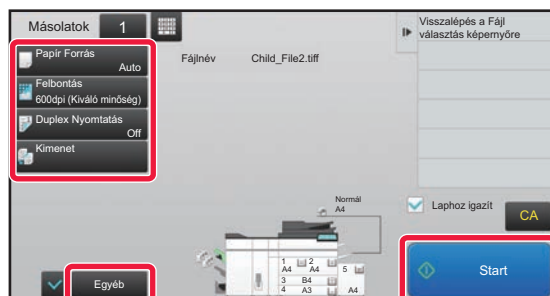 Másolatok 1
Papír Forrás
Auto
Felbontás
600dpi (Kiváló minőség)
Duplex Nyomtatás
Off
Kimenet
Egyéb
Fájlnév Child_File2.tiff
Normál
A4
1 2
A4 A4
5
3 B4
4 A3 A4
Visszalépés a Fájl
választás képernyőre
Laphoz igazít
CA
Start